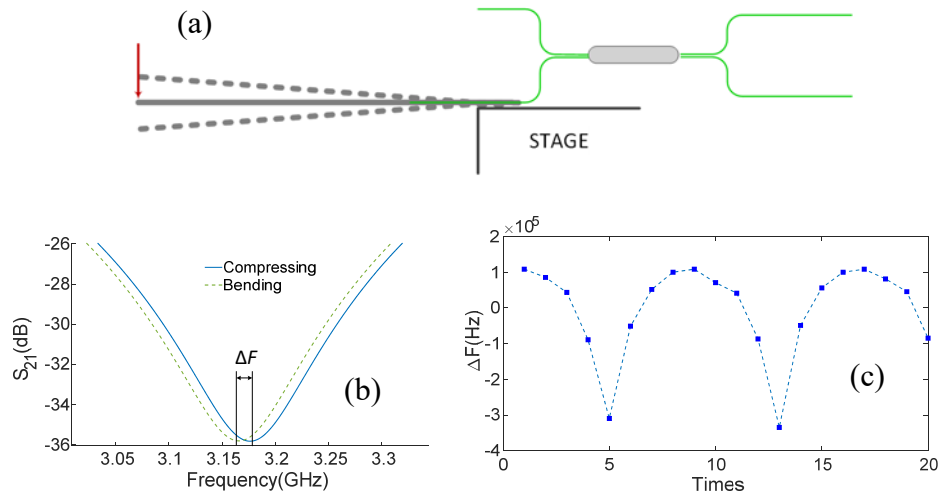 (a)
STAGE
-26
-28
-30
-32
-34
-36
S21(dB)
Compressing
Bending
ΔF
(b)
3.05
3.1
3.15
3.2
3.25
3.3
Frequency(GHz)
×10^5
2
1
0
-1
-2
-3
-4
ΔF(Hz)
(c)
0
5
10
15
20
Times